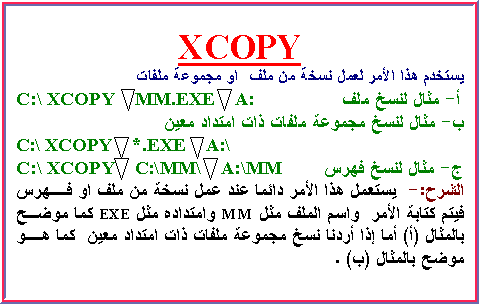 XCOPY
يستخدم هذا الأمر لعمل نسخة من ملف او مجموعة ملفات
أ- مثال لنسخ ملف C:\ XCOPY ▽MM.EXE▽A:
ب- مثال لنسخ مجموعة ملفات ذات امتداد معين
C:\ XCOPY▽*.EXE▽A:\
ج- مثال لنسخ فهرس C:\ XCOPY▽ C:\MM\▽A:\MM
الشرح:- يستعمل هذا الأمر دائما عند عمل نسخة من ملف او فـــهرس
فيتم كتابة الأمر واسم الملف مثل MM وامتداده مثل EXE كما موضــح
بالمثال (أ) أما إذا أردنا نسخ مجموعة ملفات ذات امتداد معين كما هـــو
موضح بالمثال (ب) .